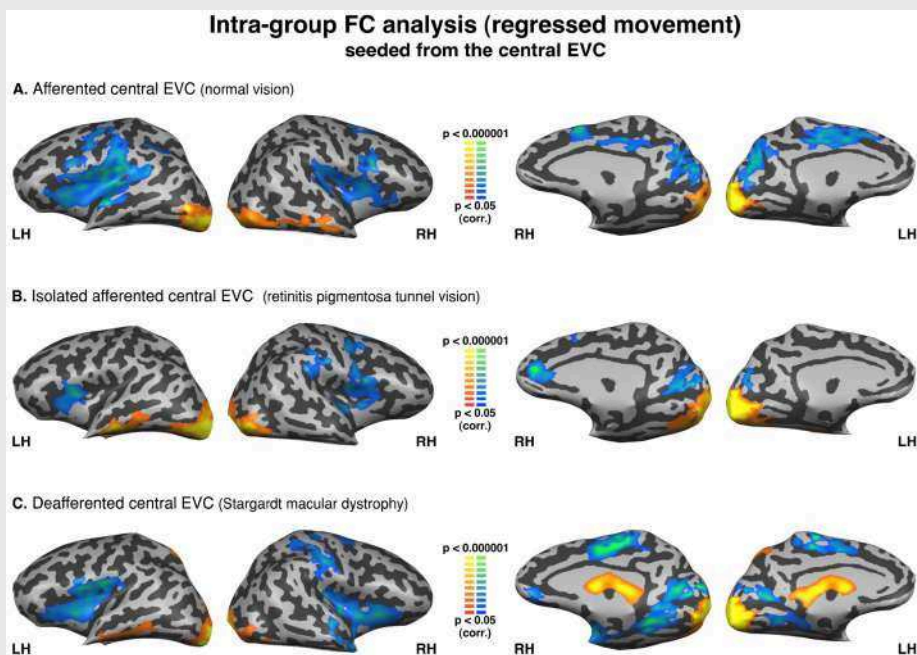 Intra-group FC analysis (regressed movement)
seeded from the central EVC
A. Afferented central EVC (normal vision)
p < 0.000001
p < 0.05
(corr.)
LH
RH
RH
LH
B. Isolated afferented central EVC (retinitis pigmentosa tunnel vision)
p < 0.000001
p < 0.05
(corr.)
LH
RH
RH
LH
C. Deafferented central EVC (Stargardt macular dystrophy)
p < 0.000001
p < 0.05
(corr.)
LH
RH
RH
LH